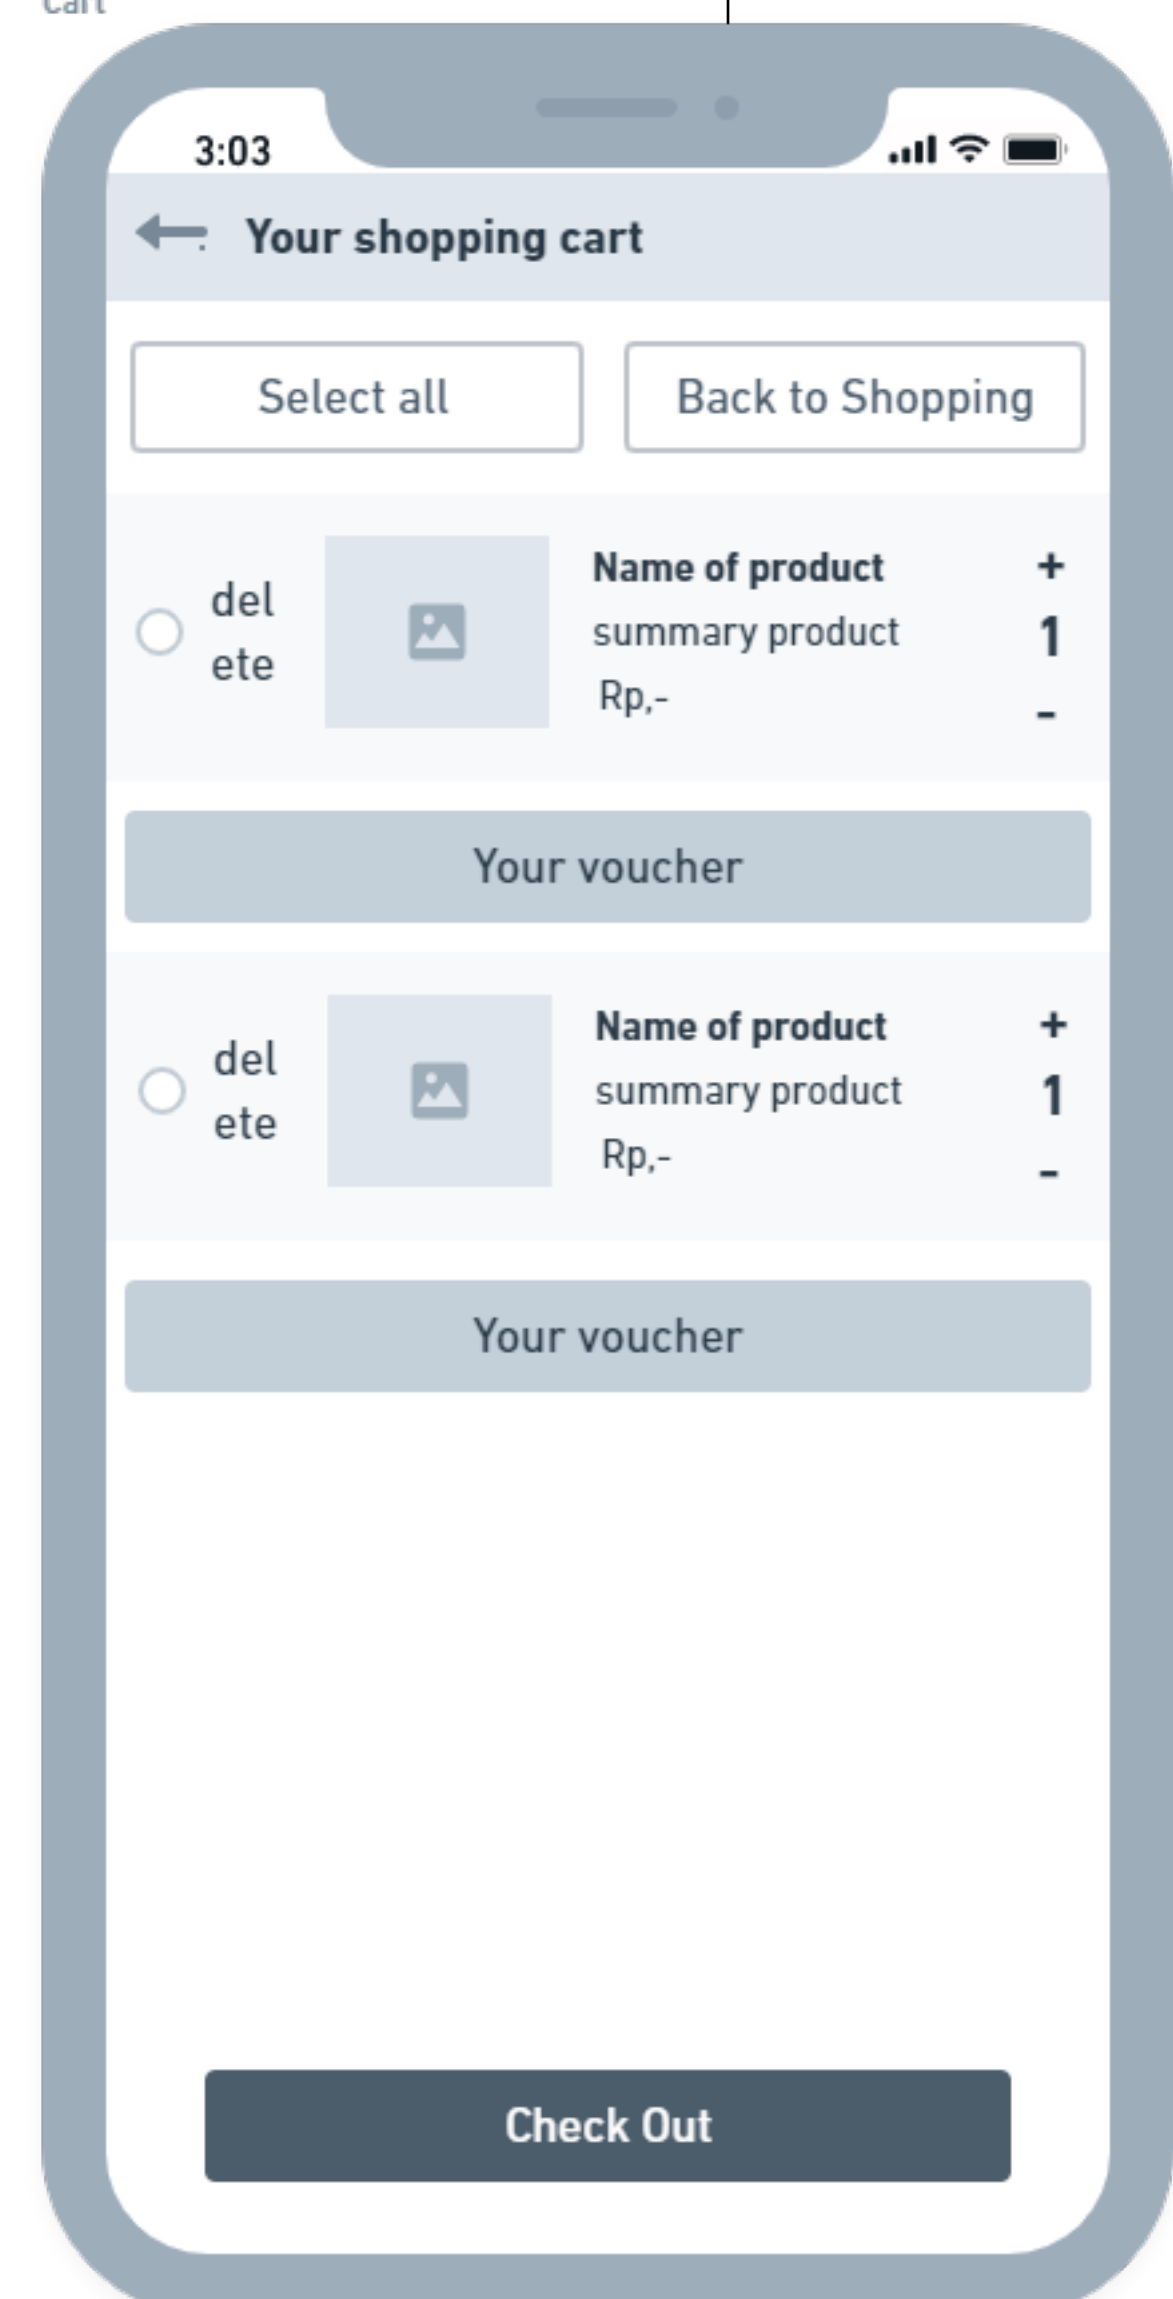 Cart
3:03
Your shopping cart
Select all
Back to Shopping
del
ete
Name of product
summary product
Rp,-
+
1
-
Your voucher
del
ete
Name of product
summary product
Rp,-
+
1
-
Your voucher
Check Out